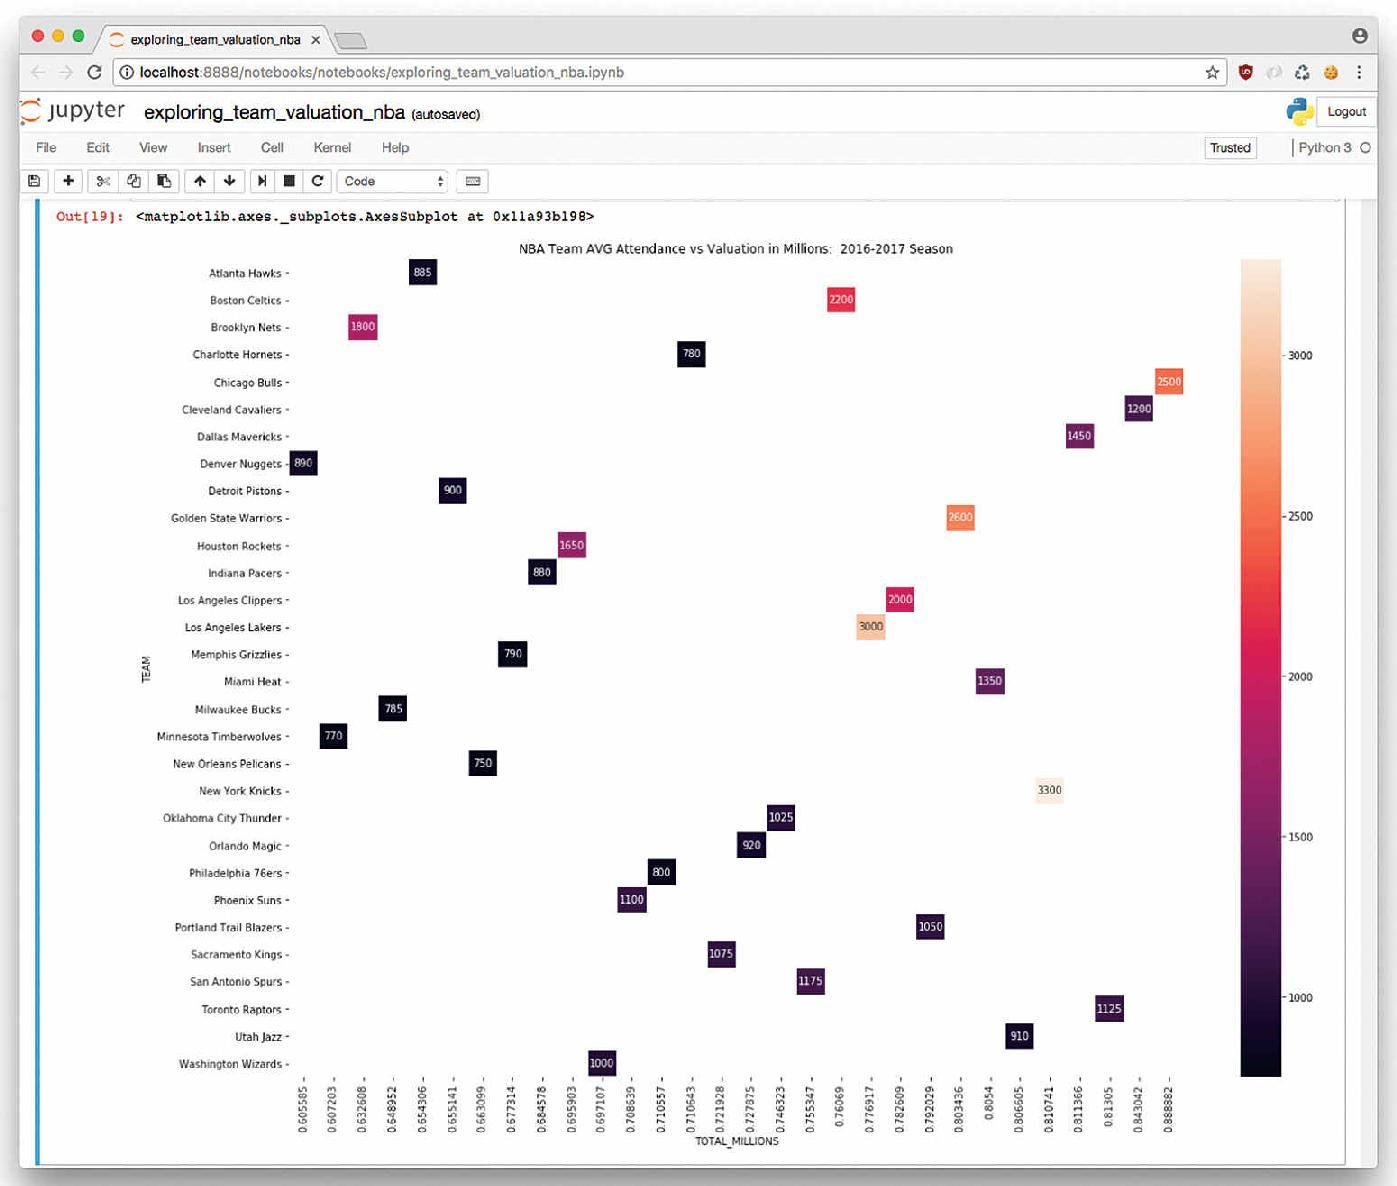 exploring_team_valuation_nba
localhost:8888/notebooks/notebooks/exploring_team_valuation_nba.ipynb
jupyter exploring_team_valuation_nba (autosaved) Logout
File Edit View Insert Cell Kernel Help Trusted Python 3
Code
Out[19]: <matplotlib.axes._subplots.AxesSubplot at 0x11a93b198>
NBA Team AVG Attendance vs Valuation in Millions: 2016-2017 Season
Atlanta Hawks 885
Boston Celtics 2200
Brooklyn Nets 1800
Charlotte Hornets 780
3000
Chicago Bulls 2500
Cleveland Cavaliers 1200
Dallas Mavericks 1450
Denver Nuggets 890
Detroit Pistons 900
Golden State Warriors 2600
2500
Houston Rockets 1650
Indiana Pacers 880
Los Angeles Clippers 2000
Los Angeles Lakers 3000
Memphis Grizzlies 790
TEAM
Miami Heat 1350
2000
Milwaukee Bucks 785
Minnesota Timberwolves 770
New Orleans Pelicans 750
New York Knicks 3300
Oklahoma City Thunder 1025
1500
Orlando Magic 920
Philadelphia 76ers 800
Phoenix Suns 1100
Portland Trail Blazers 1050
Sacramento Kings 1075
San Antonio Spurs 1175
1000
Toronto Raptors 1125
Utah Jazz 910
Washington Wizards 1000
0.605585
0.607203
0.632608
0.648952
0.654306
0.655141
0.663099
0.677314
0.684578
0.695903
0.697107
0.708639
0.710557
0.710643
0.721928
0.727875
0.746323
0.755347
0.76069
0.776917
0.782609
0.792029
0.803436
0.8054
0.806605
0.810741
0.811366
0.81305
0.843042
0.888882
TOTAL_MILLIONS